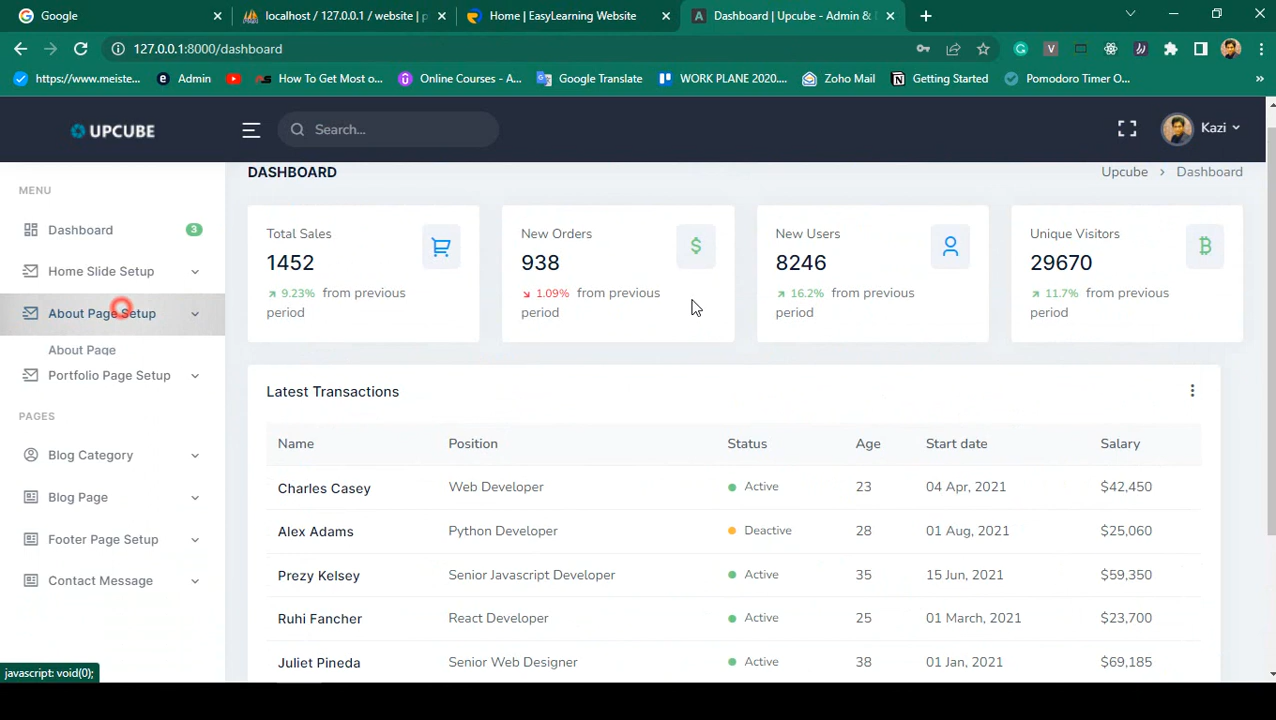 Google
localhost / 127.0.0.1 / website | p
Home | EasyLearning Website
Dashboard | Upcube - Admin &
127.0.0.1:8000/dashboard
https://www.meiste...
Admin
How To Get Most o...
Online Courses - A...
Google Translate
WORK PLANE 2020....
Zoho Mail
Getting Started
Pomodoro Timer O...
UPCUBE
Search...
Kazi
MENU
Dashboard 3
Home Slide Setup
About Page Setup
About Page
Portfolio Page Setup
PAGES
Blog Category
Blog Page
Footer Page Setup
Contact Message
javascript: void(0);
DASHBOARD
Upcube > Dashboard
Total Sales
1452
9.23% from previous
period
New Orders
938
1.09% from previous
period
New Users
8246
16.2% from previous
period
Unique Visitors
29670
11.7% from previous
period
Latest Transactions
Name Position Status Age Start date Salary
Charles Casey Web Developer Active 23 04 Apr, 2021 $42,450
Alex Adams Python Developer Deactive 28 01 Aug, 2021 $25,060
Prezy Kelsey Senior Javascript Developer Active 35 15 Jun, 2021 $59,350
Ruhi Fancher React Developer Active 25 01 March, 2021 $23,700
Juliet Pineda Senior Web Designer Active 38 01 Jan, 2021 $69,185